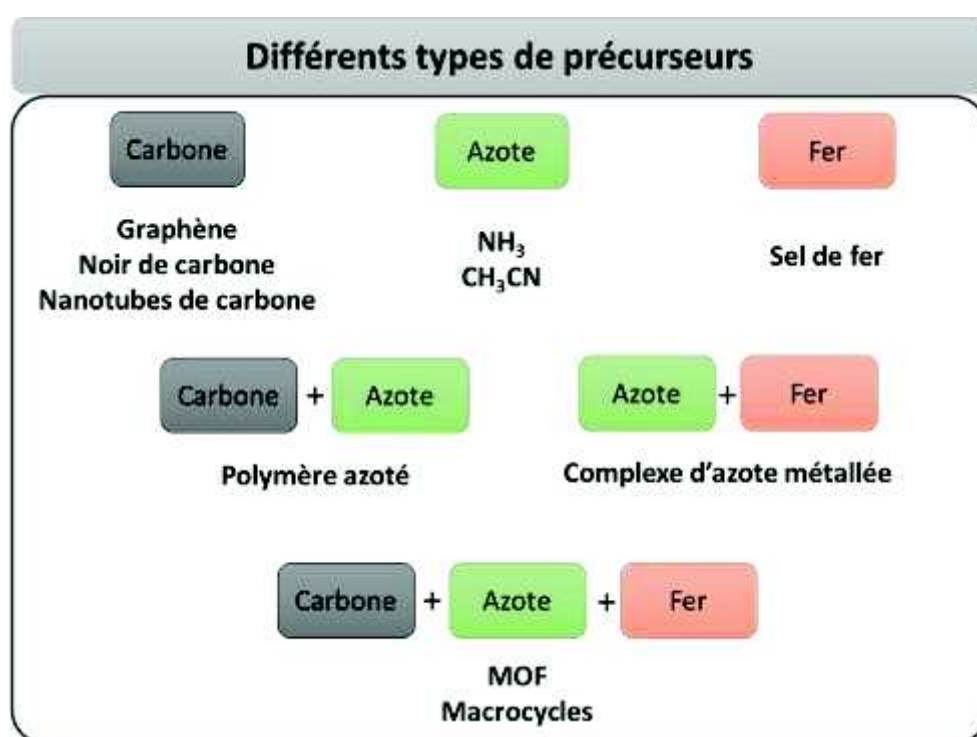 Différents types de précurseurs
Carbone
Azote
Fer
Graphène
Noir de carbone
Nanotubes de carbone
NH₃
CH₃CN
Sel de fer
Carbone + Azote
Azote + Fer
Polymère azoté
Complexe d'azote métallée
Carbone + Azote + Fer
MOF
Macrocycles